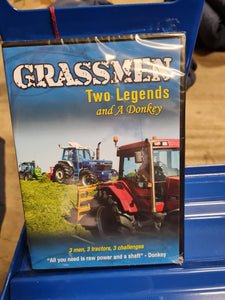 GRASSMEN
Two Legends
and A Donkey
3 men, 3 tractors, 3 challenges
"All you need is raw power and a shaft" - Donkey